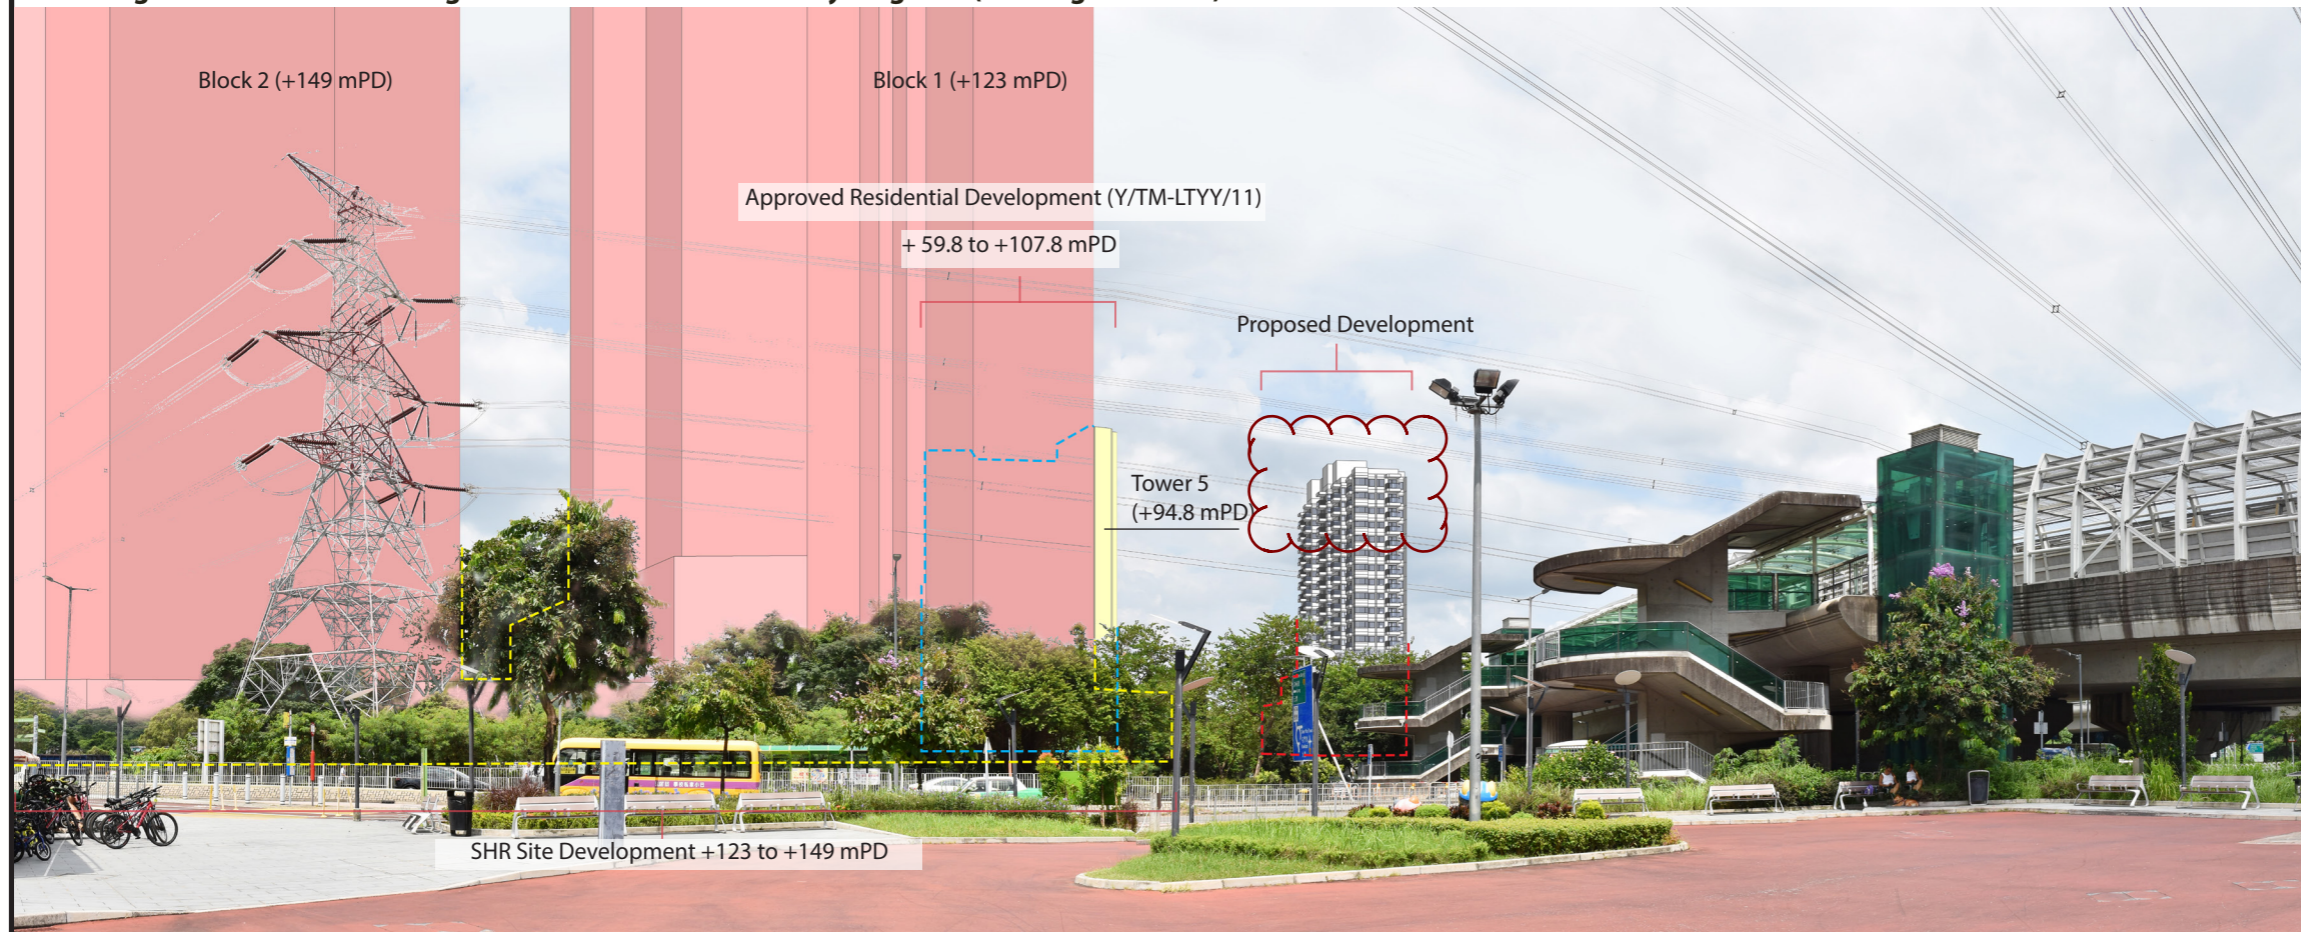 Block 2 (+149 mPD)
Block 1 (+123 mPD)
Approved Residential Development (Y/TM-LTYY/11)
+ 59.8 to +107.8 mPD
Proposed Development
Tower 5
(+94.8 mPD)
SHR Site Development +123 to +149 mPD